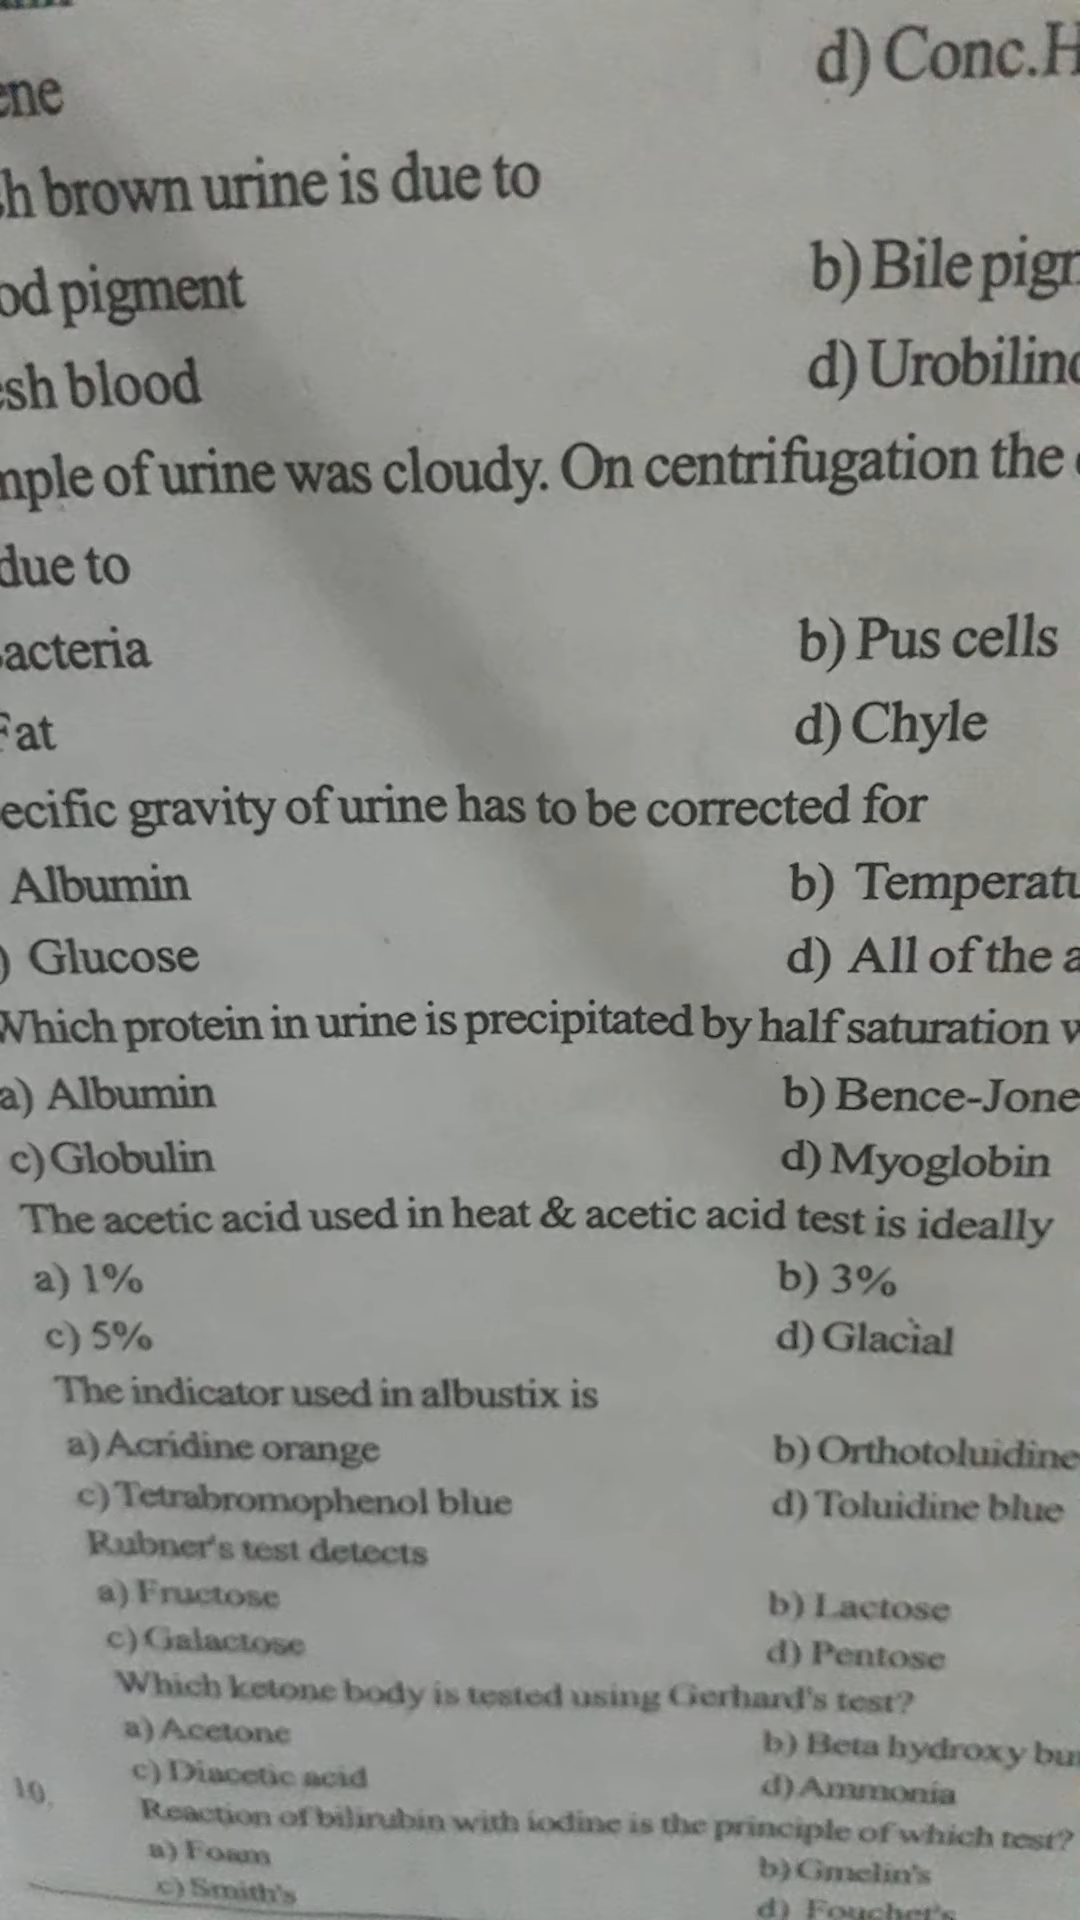 ene
d) Conc.H
h brown urine is due to
od pigment
b) Bile pigm
esh blood
d) Urobilino
mple of urine was cloudy. On centrifugation the
due to
acteria
b) Pus cells
Fat
d) Chyle
ecific gravity of urine has to be corrected for
Albumin
b) Temperatu
) Glucose
d) All of the a
Which protein in urine is precipitated by half saturation w
a) Albumin
b) Bence-Jone
c) Globulin
d) Myoglobin
The acetic acid used in heat & acetic acid test is ideally
a) 1%
b) 3%
c) 5%
d) Glacial
The indicator used in albustix is
a) Acridine orange
b) Orthotoluidine
c) Tetrabromophenol blue
d) Toluidine blue
Rubner's test detects
a) Fructose
b) Lactose
c) Galactose
d) Pentose
Which ketone body is tested using Gerhard's test?
a) Acetone
b) Beta hydroxy bu
c) Diacetic acid
d) Ammonia
10. Reaction of bilirubin with iodine is the principle of which test?
a) Foam
b) Gmelin's
c) Smith's
d) Fouchet's